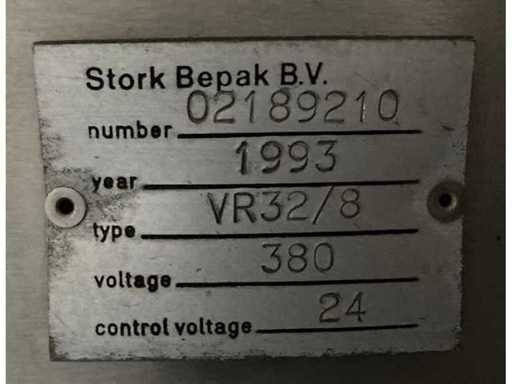 Stork Bepak B.V.
number 02189210
year 1993
type VR32/8
voltage 380
control voltage 24